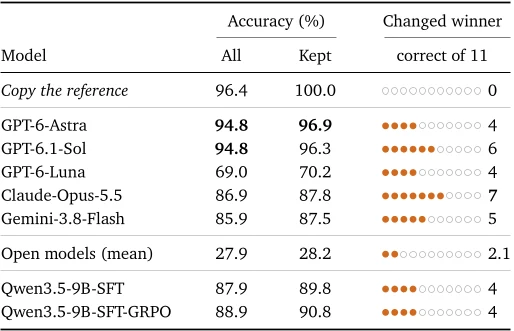 Accuracy (%) Changed winner
Model All Kept correct of 11
Copy the reference 96.4 100.0 0
GPT-6-Astra 94.8 96.9 4
GPT-6.1-Sol 94.8 96.3 6
GPT-6-Luna 69.0 70.2 4
Claude-Opus-5.5 86.9 87.8 7
Gemini-3.8-Flash 85.9 87.5 5
Open models (mean) 27.9 28.2 2.1
Qwen3.5-9B-SFT 87.9 89.8 4
Qwen3.5-9B-SFT-GRPO 88.9 90.8 4